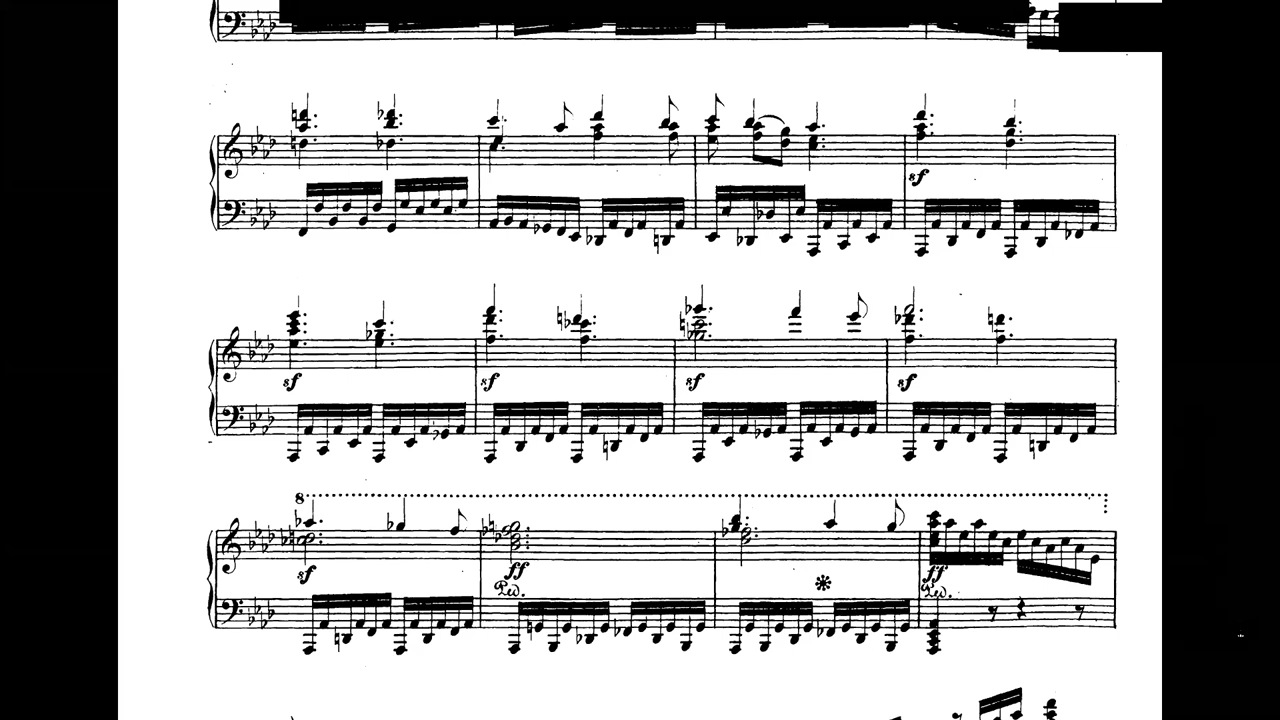 sf
sf sf sf sf
8
sf ff ff
Ped. Ped.